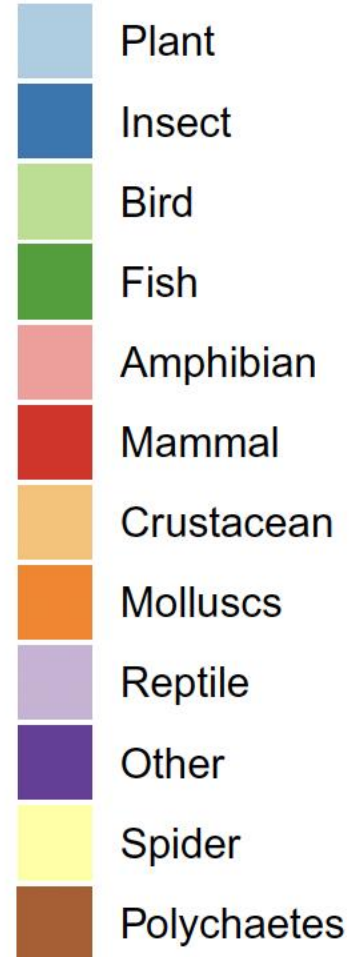 Plant
Insect
Bird
Fish
Amphibian
Mammal
Crustacean
Molluscs
Reptile
Other
Spider
Polychaetes